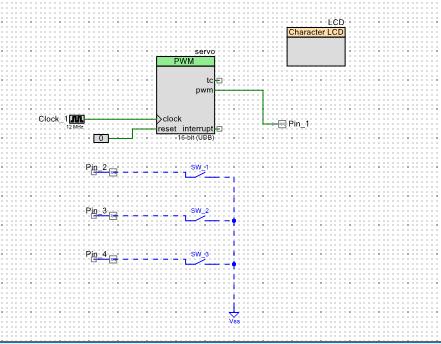 LCD
Character LCD
servo
PWM
tc
pwm
Clock_1
12 MHz
clock
Pin_1
reset interrupt
0
16-bit (UDB)
Pin_2
SW_1
Pin_3
SW_2
Pin_4
SW_3
Vss